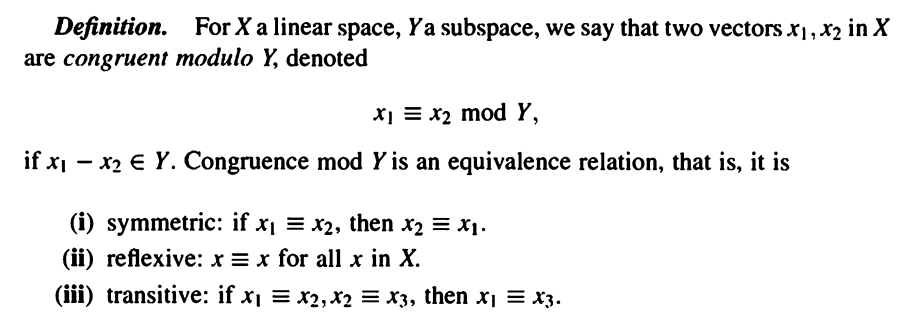 Definition. For X a linear space, Y a subspace, we say that two vectors x₁, x₂ in X
are congruent modulo Y, denoted
x₁ ≡ x₂ mod Y,
if x₁ − x₂ ∈ Y. Congruence mod Y is an equivalence relation, that is, it is
(i) symmetric: if x₁ ≡ x₂, then x₂ ≡ x₁.
(ii) reflexive: x ≡ x for all x in X.
(iii) transitive: if x₁ ≡ x₂, x₂ ≡ x₃, then x₁ ≡ x₃.